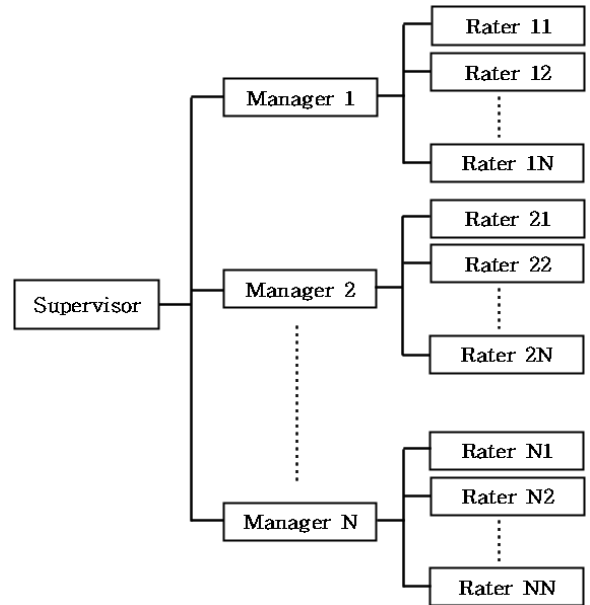 Rater 11
Rater 12
Manager 1
Rater 1N
Rater 21
Rater 22
Manager 2
Supervisor
Rater 2N
Rater N1
Rater N2
Manager N
Rater NN